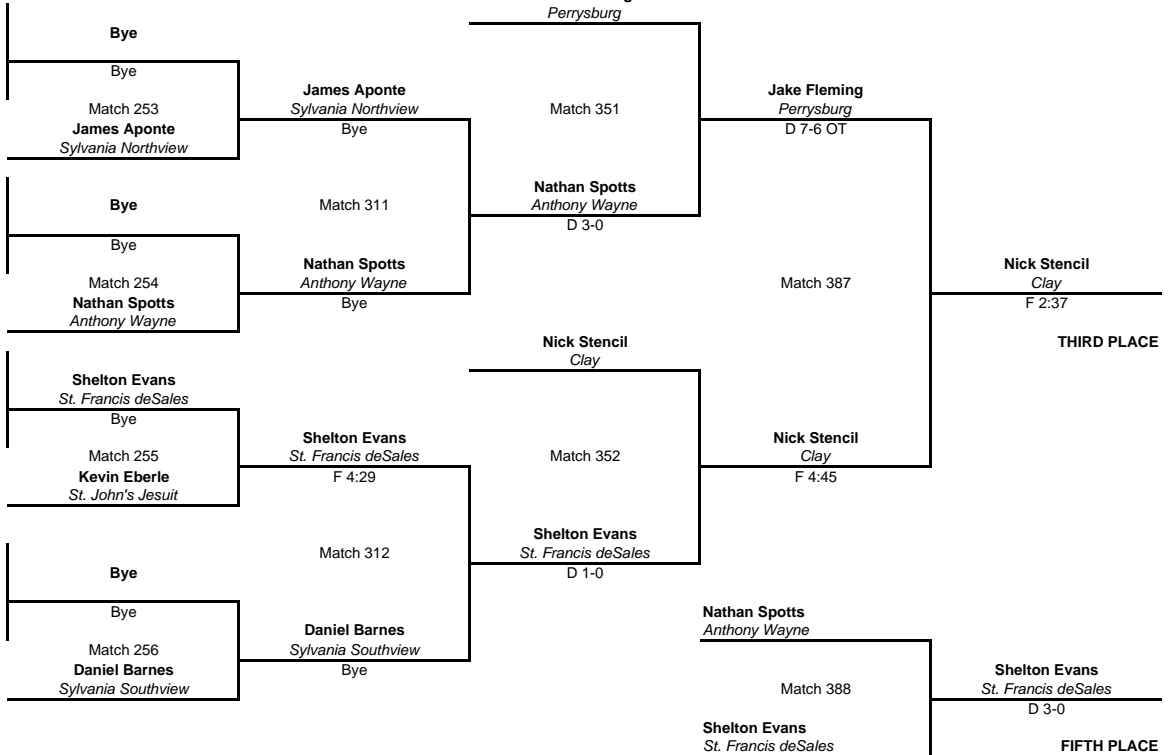 Perrysburg
Bye
Bye
James Aponte
Jake Fleming
Match 253
Sylvania Northview
Match 351
Perrysburg
James Aponte
Bye
D 7-6 OT
Sylvania Northview
Nathan Spotts
Bye
Match 311
Anthony Wayne
D 3-0
Bye
Nathan Spotts
Nick Stencil
Match 254
Anthony Wayne
Match 387
Clay
Nathan Spotts
Bye
F 2:37
Anthony Wayne
Nick Stencil
THIRD PLACE
Clay
Shelton Evans
St. Francis deSales
Bye
Shelton Evans
Nick Stencil
Match 255
St. Francis deSales
Match 352
Clay
Kevin Eberle
F 4:29
F 4:45
St. John's Jesuit
Shelton Evans
Match 312
St. Francis deSales
Bye
D 1-0
Bye
Nathan Spotts
Daniel Barnes
Anthony Wayne
Match 256
Sylvania Southview
Daniel Barnes
Bye
Shelton Evans
Sylvania Southview
Match 388
St. Francis deSales
D 3-0
Shelton Evans
St. Francis deSales
FIFTH PLACE